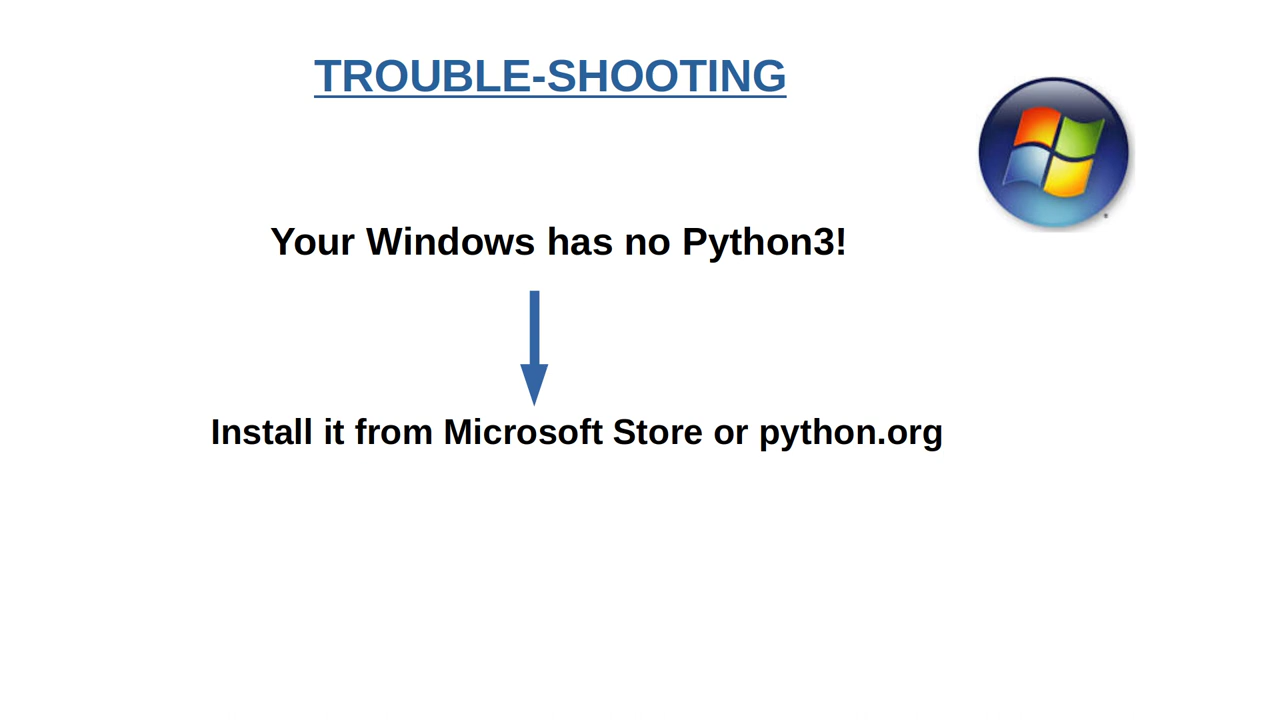 TROUBLE-SHOOTING
Your Windows has no Python3!
Install it from Microsoft Store or python.org